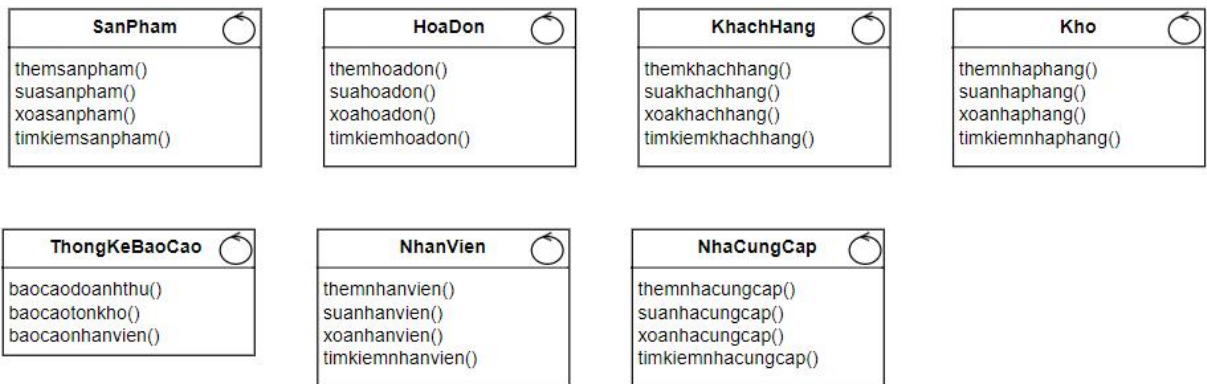 SanPham
themsanpham()
suasanpham()
xoasanpham()
timkiemsanpham()
HoaDon
themhoadon()
suahoadon()
xoahoadon()
timkiemhoadon()
KhachHang
themkhachhang()
suakhachhang()
xoakhachhang()
timkiemkhachhang()
Kho
themnhaphang()
suanhaphang()
xoanhaphang()
timkiemnhaphang()
ThongKeBaoCao
baocaodoanhthu()
baocaotonkho()
baocaonhanvien()
NhanVien
themnhanvien()
suanhanvien()
xoanhanvien()
timkiemnhanvien()
NhaCungCap
themnhacungcap()
suanhacungcap()
xoanhacungcap()
timkiemnhacungcap()